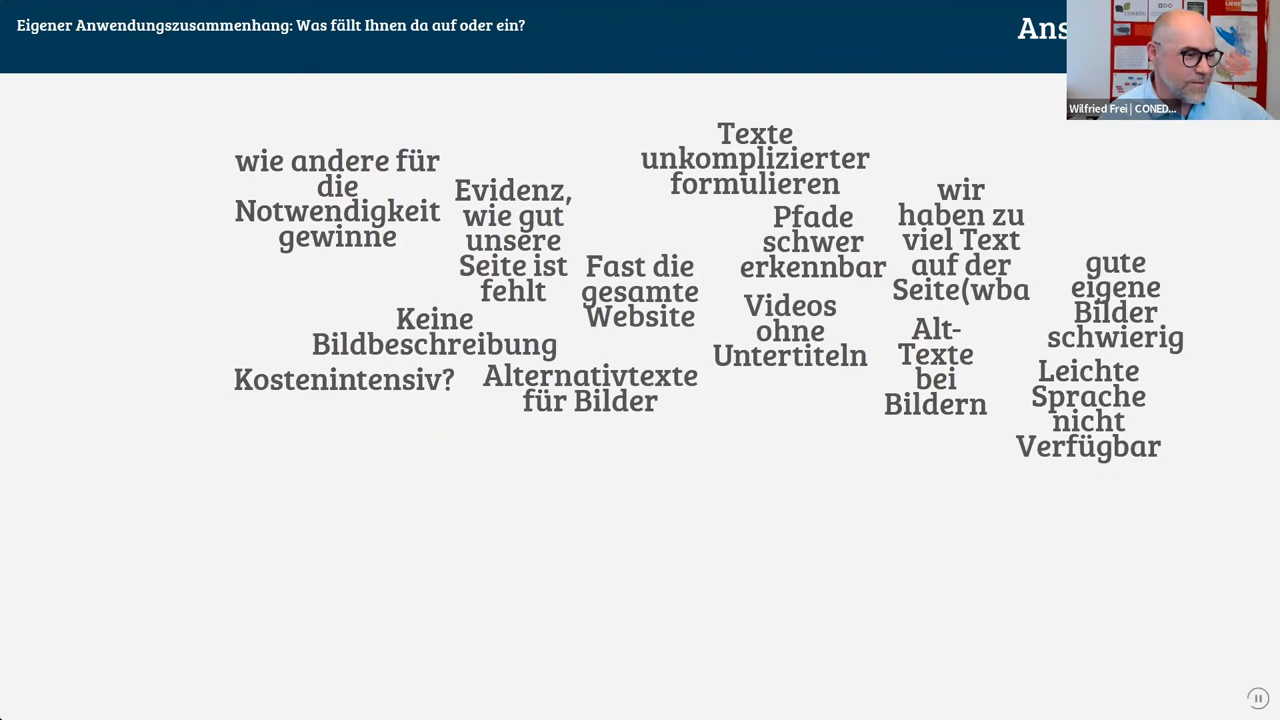 Eigener Anwendungszusammenhang: Was fällt Ihnen da auf oder ein?
Ans
Wilfried Frei | CONED...
wie andere für
die
Notwendigkeit
gewinne
Evidenz,
wie gut
unsere
Seite ist
fehlt
Texte
unkomplizierter
formulieren
Pfade
schwer
erkennbar
wir
haben zu
viel Text
auf der
Seite(wba
gute
eigene
Bilder
schwierig
Fast die
gesamte
Website
Videos
ohne
Untertiteln
Keine
Bildbeschreibung
Alt-
Texte
bei
Bildern
Kostenintensiv?
Alternativtexte
für Bilder
Leichte
Sprache
nicht
Verfügbar